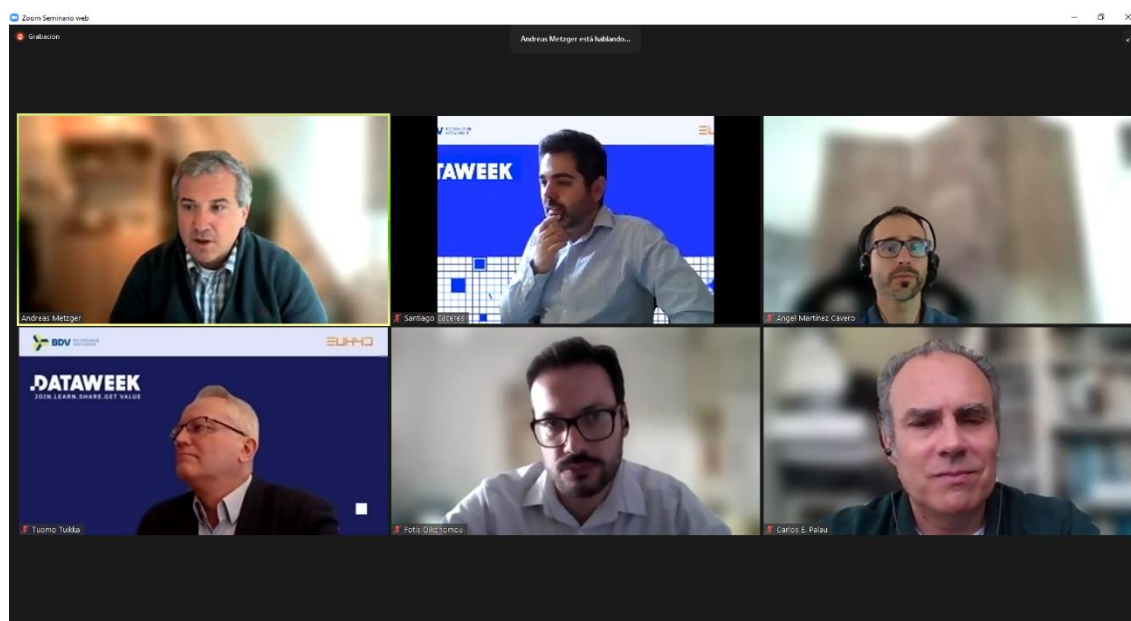 Zoom Seminario web
Grabación
Andreas Metzger está hablando...
TAWEEK
Andreas Metzger
Santiago Cáceres
Ángel Martínez Cavero
BDV
EUH4D
.DATAWEEK
JOIN.LEARN.SHARE.GET VALUE
Tuomo Tuikka
Fotis Oikonomou
Carlos E. Palau